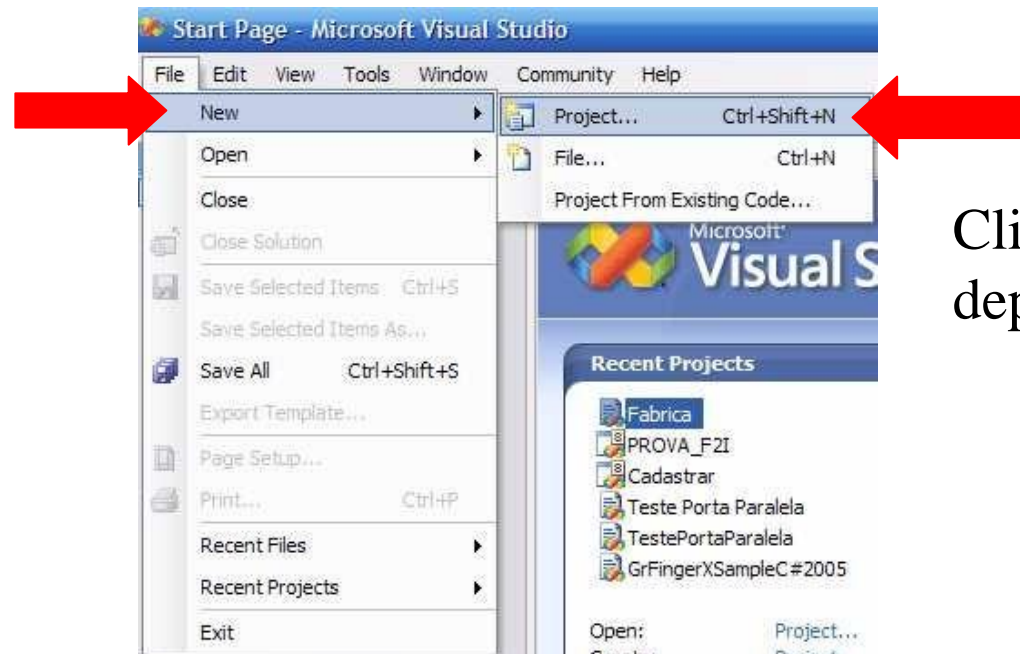 Start Page - Microsoft Visual Studio
File Edit View Tools Window Community Help
New
Open
Close
Close Solution
Save Selected Items Ctrl+S
Save Selected Items As...
Save All Ctrl+Shift+S
Export Template...
Page Setup...
Print... Ctrl+P
Recent Files
Recent Projects
Exit
Project... Ctrl+Shift+N
File... Ctrl+N
Project From Existing Code...
Microsoft
Visual S
Recent Projects
Fabrica
PROVA_F2I
Cadastrar
Teste Porta Paralela
TestePortaParalela
GrFingerXSampleC#2005
Open: Project...
Cli
dep